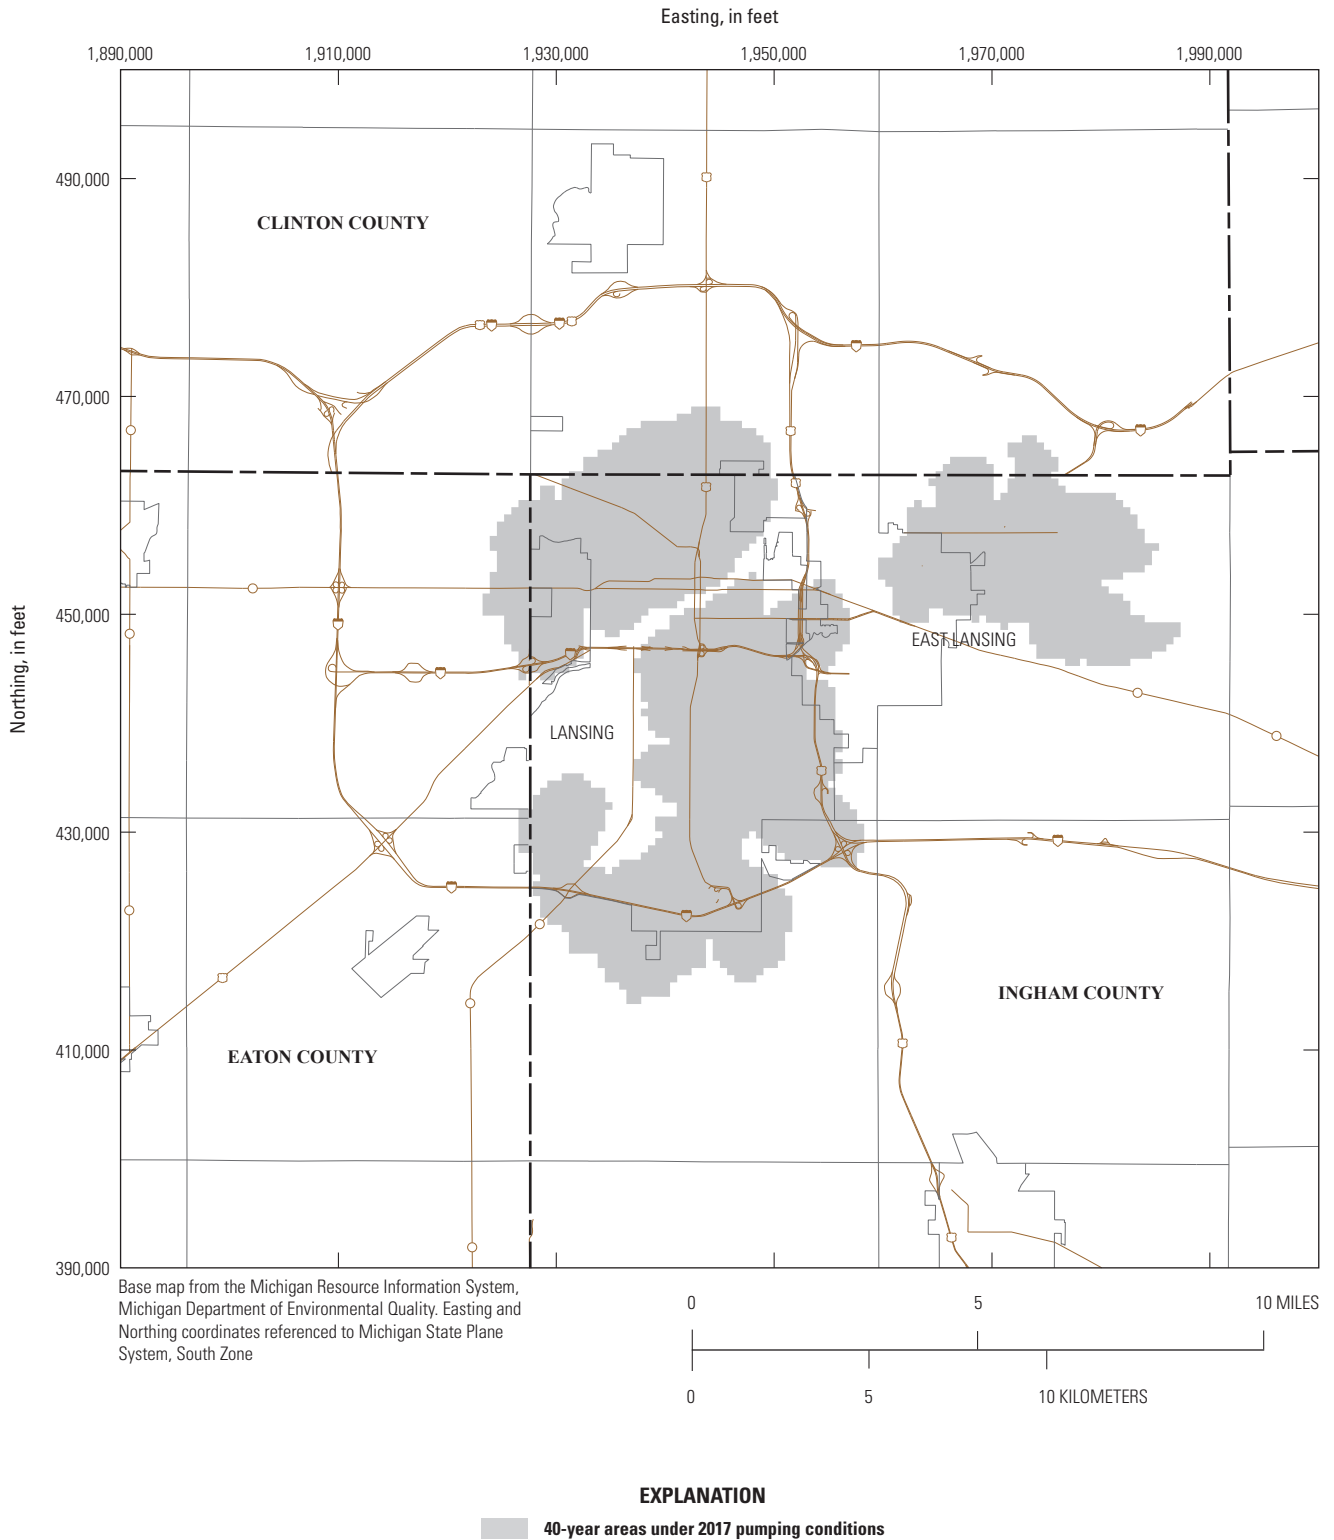 Easting, in feet
1,890,000 1,910,000 1,930,000 1,950,000 1,970,000 1,990,000
490,000
CLINTON COUNTY
470,000
450,000
EAST LANSING
Northing, in feet
LANSING
430,000
INGHAM COUNTY
410,000
EATON COUNTY
390,000
Base map from the Michigan Resource Information System,
Michigan Department of Environmental Quality. Easting and
Northing coordinates referenced to Michigan State Plane
System, South Zone
0 5 10 MILES
0 5 10 KILOMETERS
EXPLANATION
40-year areas under 2017 pumping conditions